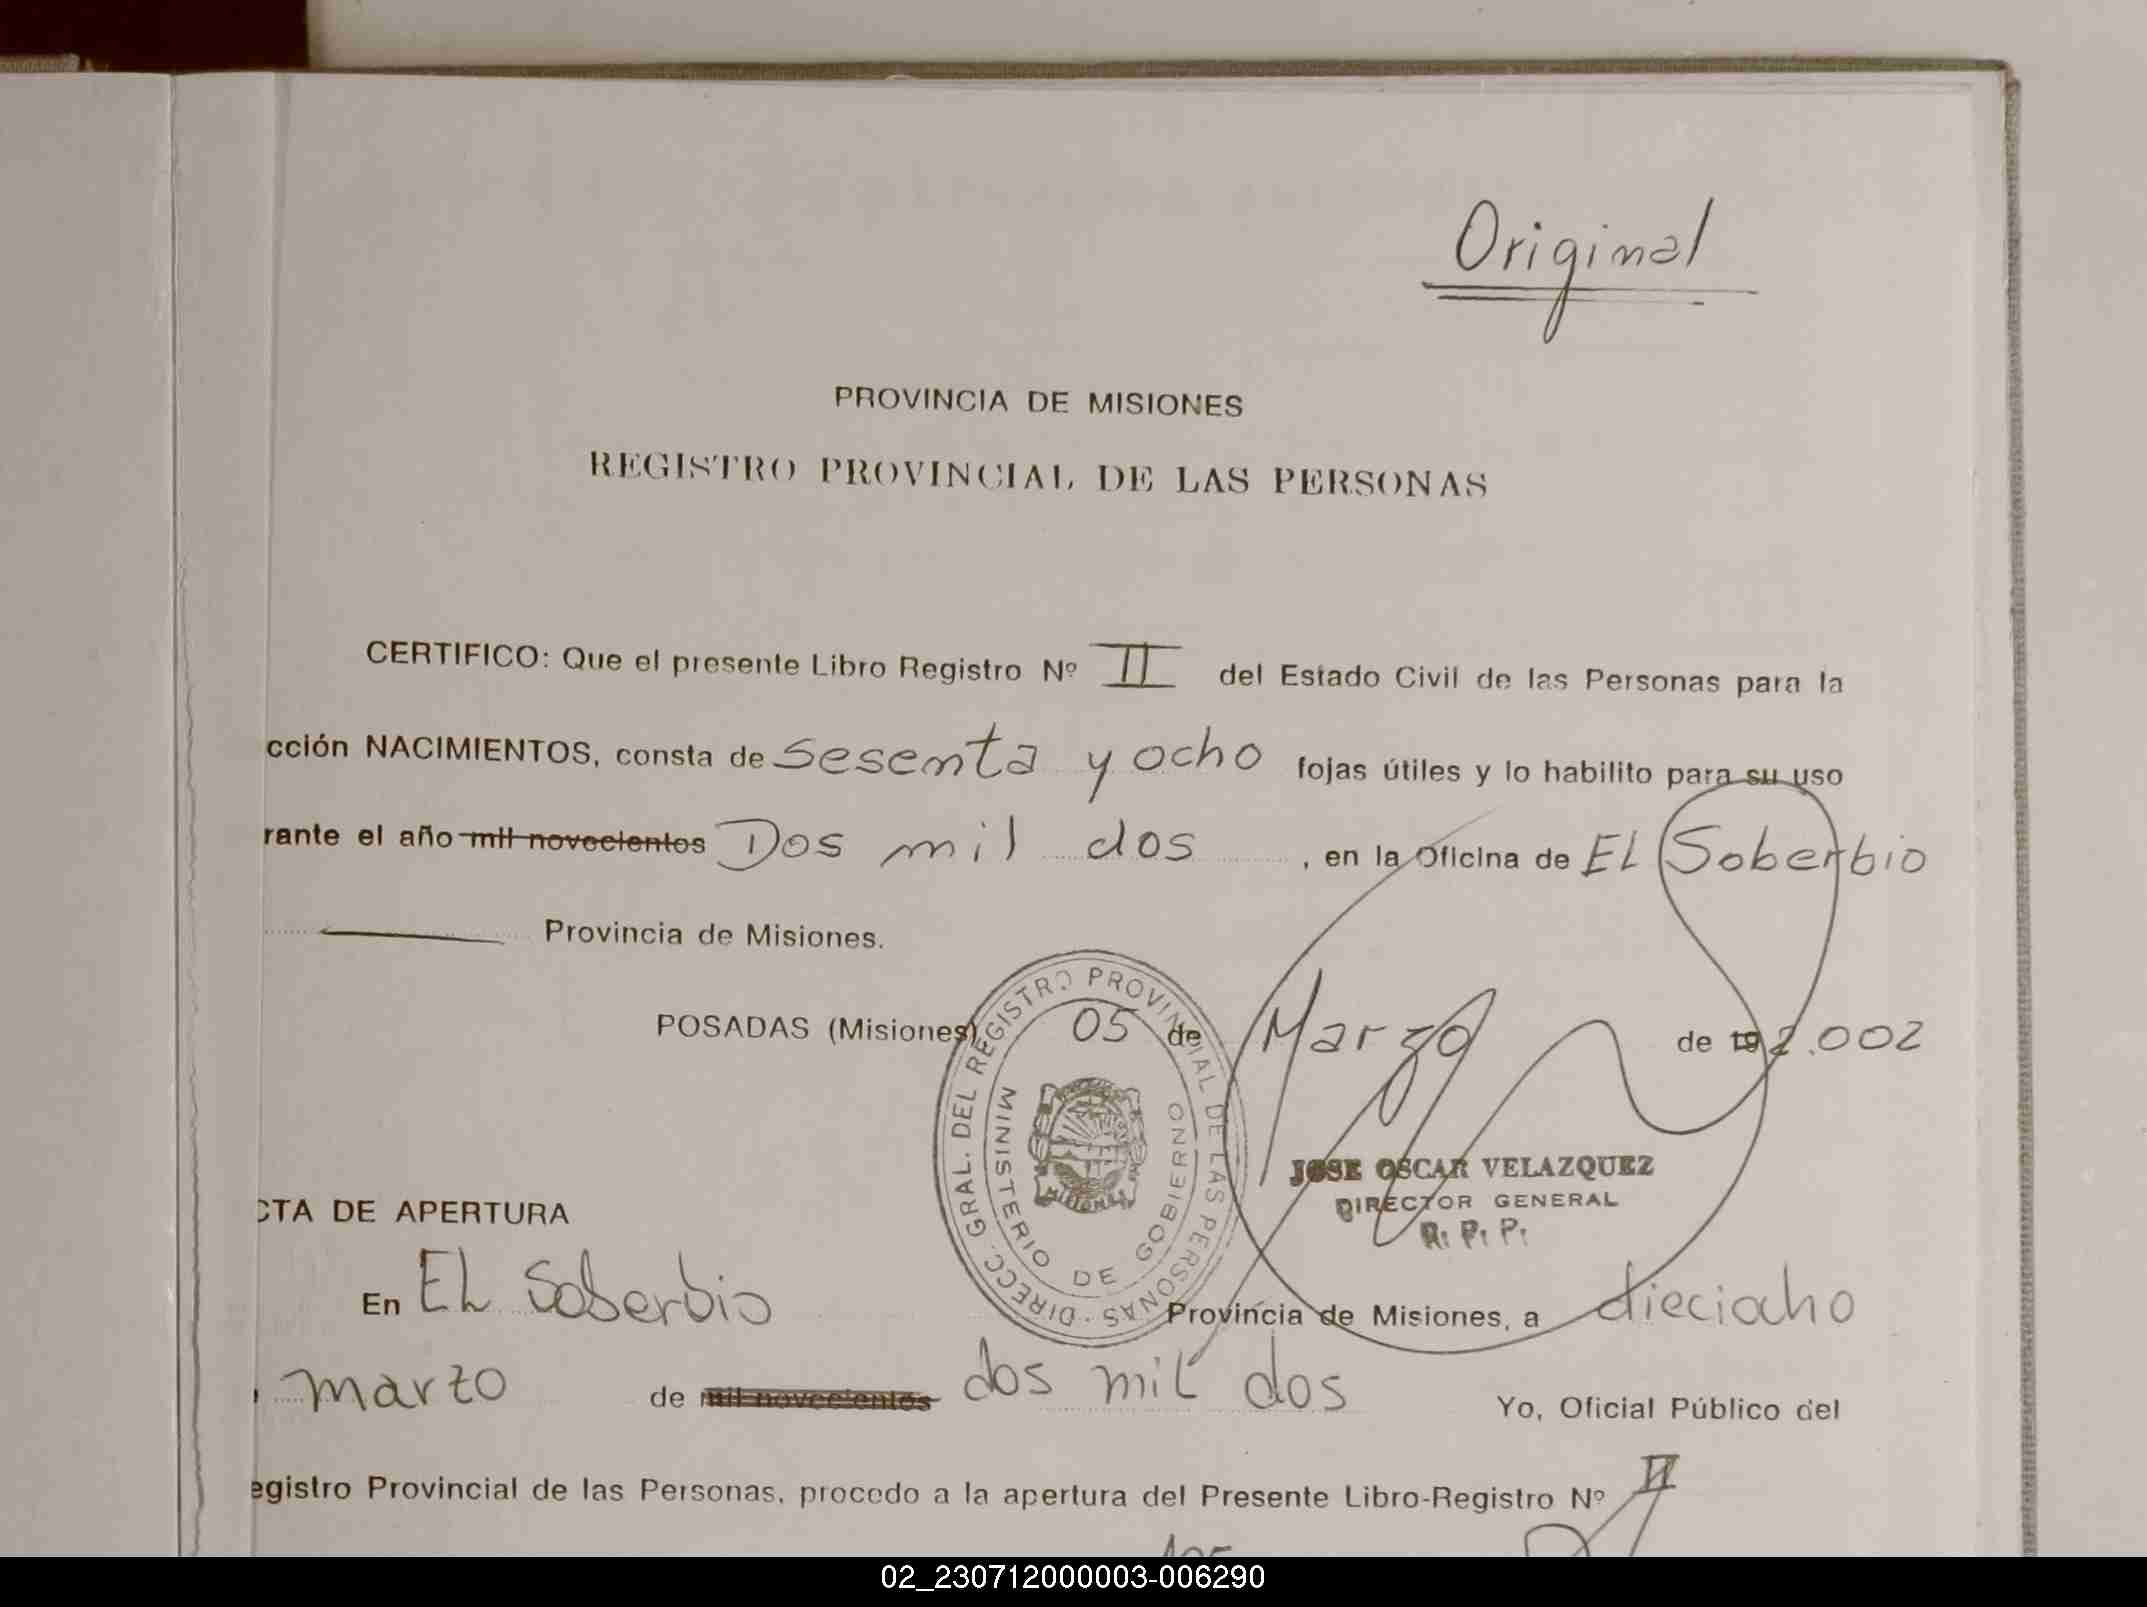 Original
PROVINCIA DE MISIONES
REGISTRO PROVINCIAL DE LAS PERSONAS
CERTIFICO: Que el presente Libro Registro Nº II del Estado Civil de las Personas para la
cción NACIMIENTOS, consta de sesenta y ocho fojas útiles y lo habilito para su uso
rante el año mil novecientos Dos mil dos , en la Oficina de El Soberbio
Provincia de Misiones.
POSADAS (Misiones), 05 de Marzo de 19 2.002
DIRECC. GRAL. DEL REGISTRO PROVINCIAL DE LAS PERSONAS
MINISTERIO DE GOBIERNO
MISIONES
JOSE OSCAR VELAZQUEZ
DIRECTOR GENERAL
R. P. P.
CTA DE APERTURA
En El Soberbio Provincia de Misiones, a dieciocho
marzo de mil novecientos dos mil dos Yo, Oficial Público del
egistro Provincial de las Personas, procedo a la apertura del Presente Libro-Registro Nº II
02_230712000003-006290